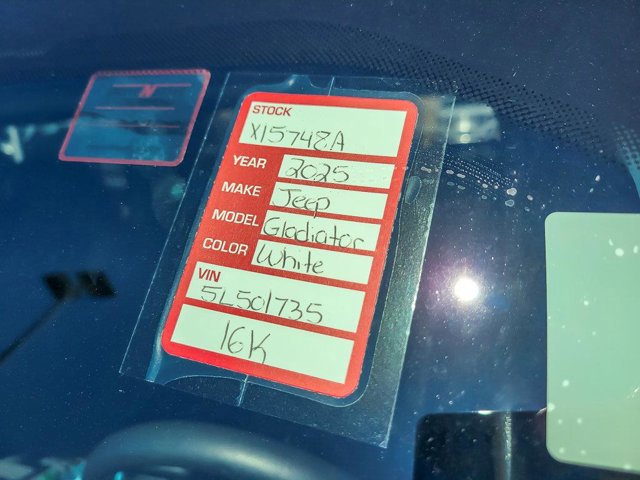 STOCK
X15748A
YEAR 2025
MAKE Jeep
MODEL Gladiator
COLOR White
VIN
5L501735
16K